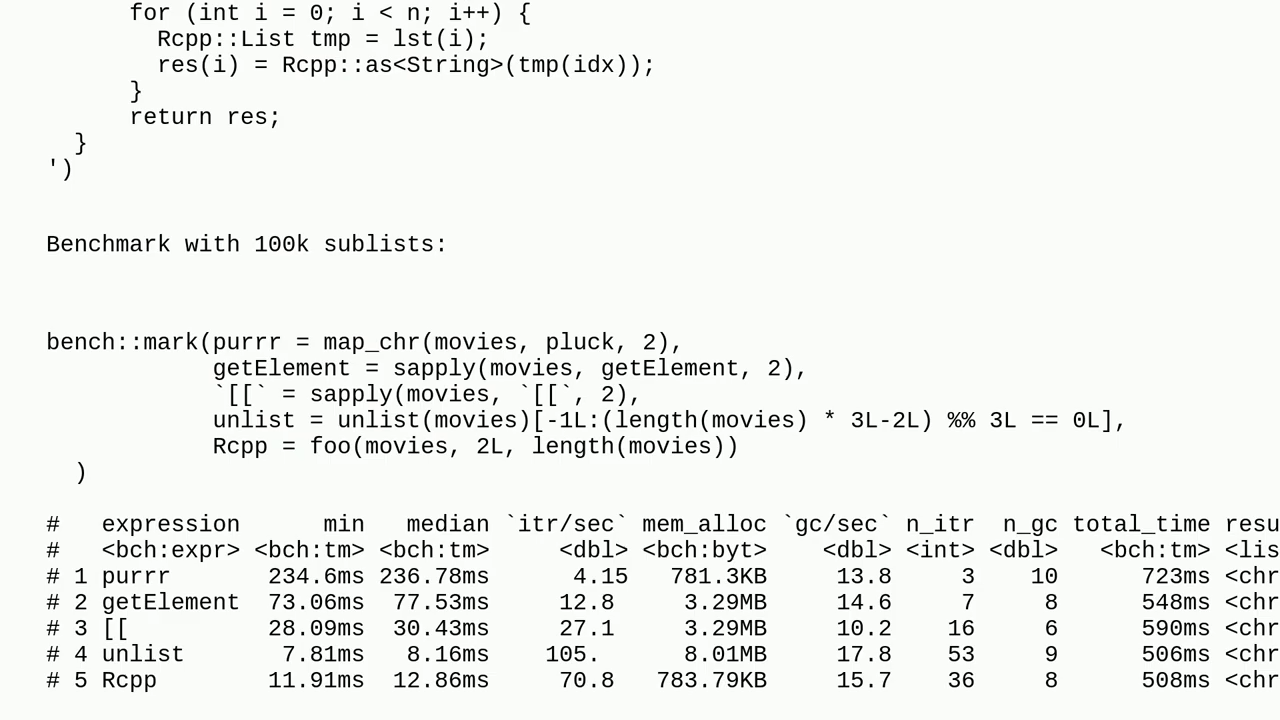 for (int i = 0; i < n; i++) {
Rcpp::List tmp = lst(i);
res(i) = Rcpp::as<String>(tmp(idx));
}
return res;
}
')
Benchmark with 100k sublists:
bench::mark(purrr = map_chr(movies, pluck, 2),
getElement = sapply(movies, getElement, 2),
`[[` = sapply(movies, `[[`, 2),
unlist = unlist(movies)[-1L:(length(movies) * 3L-2L) %% 3L == 0L],
Rcpp = foo(movies, 2L, length(movies))
)
#   expression      min   median `itr/sec` mem_alloc `gc/sec` n_itr  n_gc total_time resu
#   <bch:expr> <bch:tm> <bch:tm>     <dbl> <bch:byt>    <dbl> <int> <dbl>   <bch:tm> <lis
# 1 purrr       234.6ms 236.78ms      4.15   781.3KB     13.8     3    10      723ms <chr
# 2 getElement  73.06ms  77.53ms     12.8     3.29MB     14.6     7     8      548ms <chr
# 3 [[          28.09ms  30.43ms     27.1     3.29MB     10.2    16     6      590ms <chr
# 4 unlist       7.81ms   8.16ms    105.      8.01MB     17.8    53     9      506ms <chr
# 5 Rcpp        11.91ms  12.86ms     70.8   783.79KB     15.7    36     8      508ms <chr